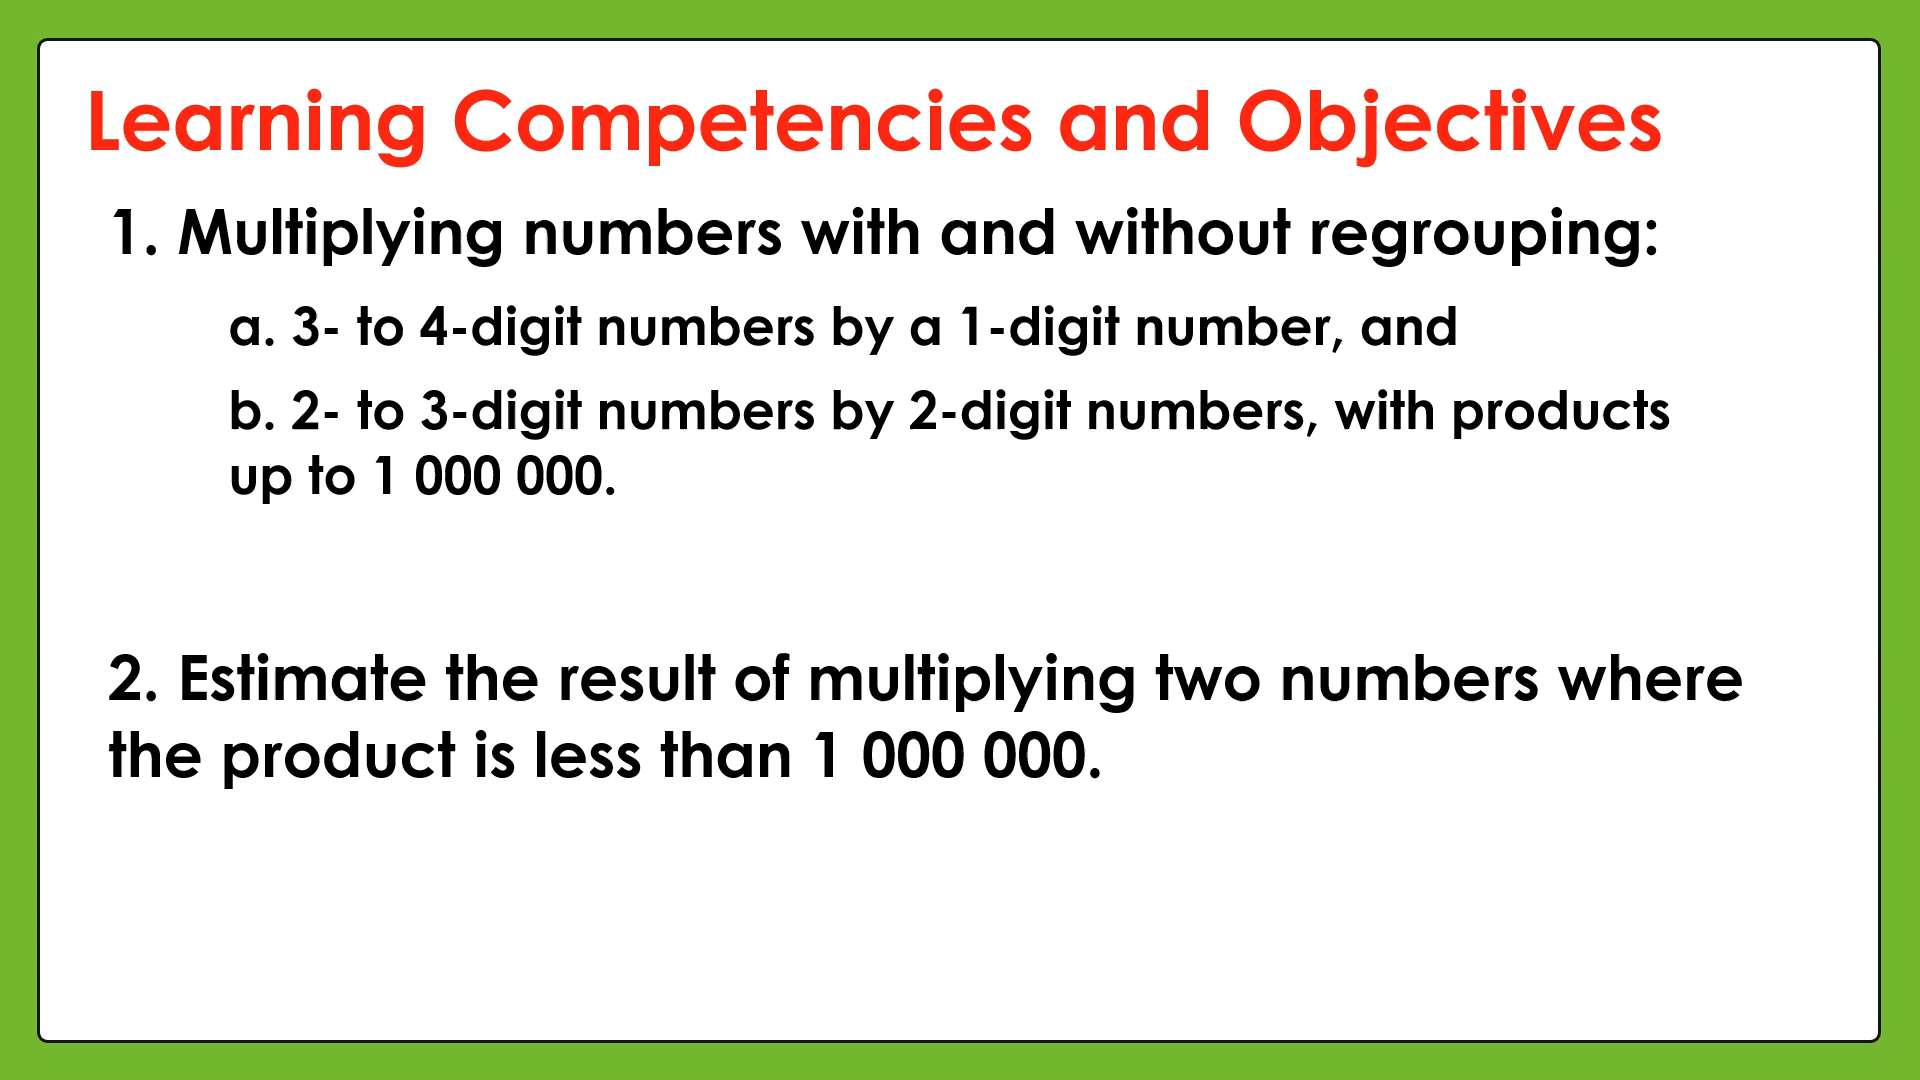 Learning Competencies and Objectives
1. Multiplying numbers with and without regrouping:
a. 3- to 4-digit numbers by a 1-digit number, and
b. 2- to 3-digit numbers by 2-digit numbers, with products
up to 1 000 000.
2. Estimate the result of multiplying two numbers where
the product is less than 1 000 000.